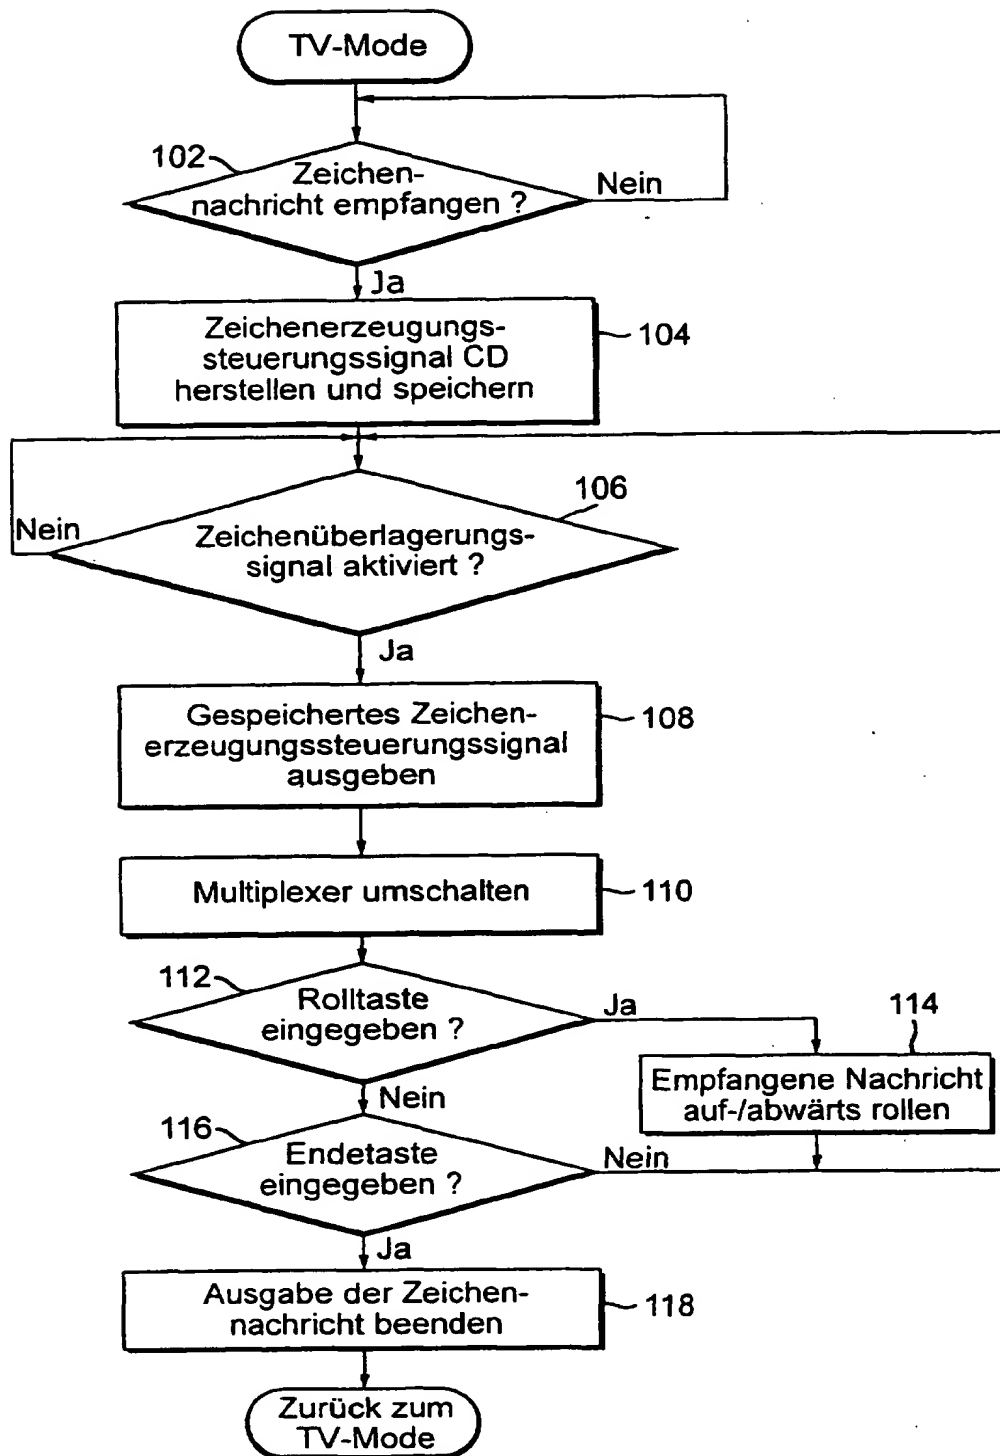 TV-Mode
102
Zeichen-
nachricht empfangen ?
Nein
Ja
Zeichenerzeugungs-
steuerungssignal CD
herstellen und speichern
104
106
Nein
Zeichenüberlagerungs-
signal aktiviert ?
Ja
Gespeichertes Zeichen-
erzeugungssteuerungssignal
ausgeben
108
Multiplexer umschalten
110
112
Rolltaste
eingegeben ?
Ja
114
Empfangene Nachricht
auf-/abwärts rollen
Nein
116
Endetaste
eingegeben ?
Nein
Ja
Ausgabe der Zeichen-
nachricht beenden
118
Zurück zum
TV-Mode